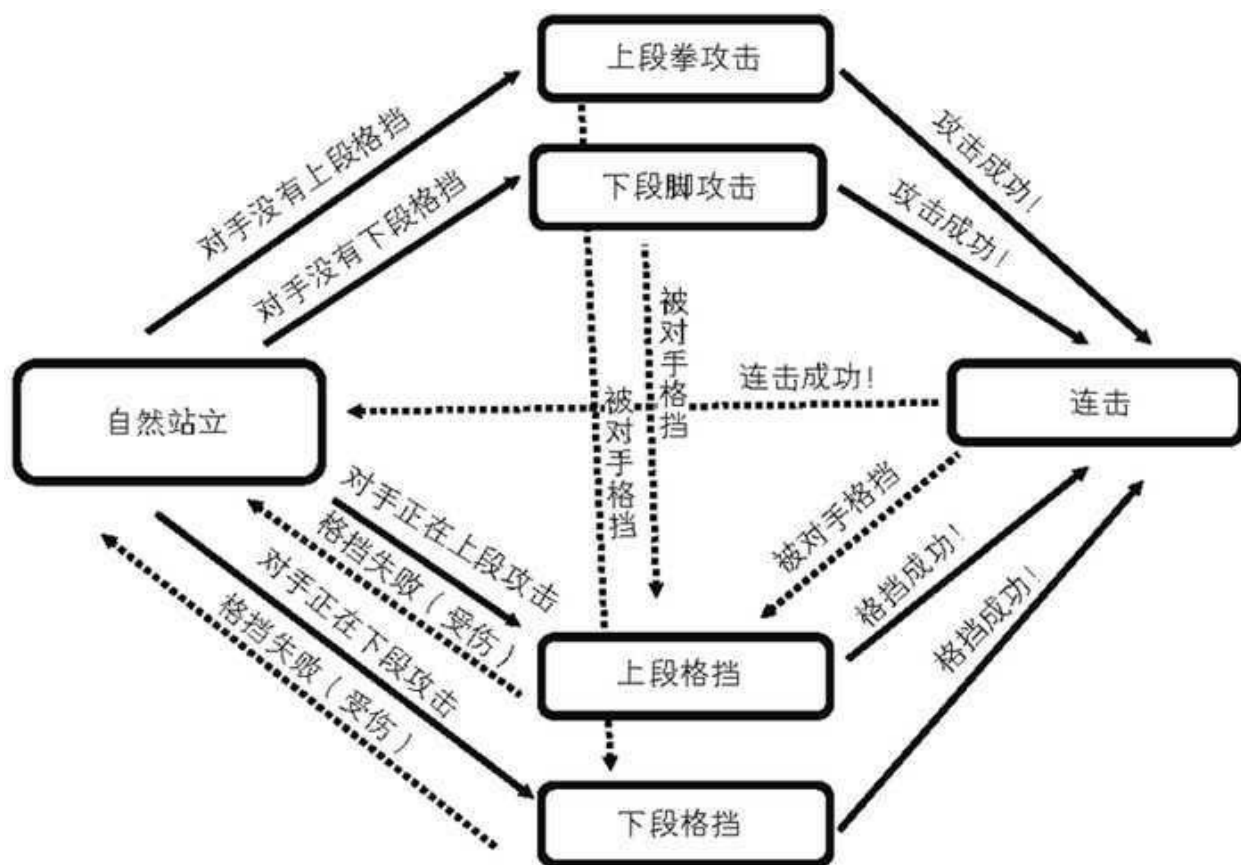 上段拳攻击
对手没有上段格挡
攻击成功!
下段脚攻击
对手没有下段格挡
攻击成功!
被对手格挡
被对手格挡
连击成功!
自然站立
连击
对手正在上段攻击
格挡失败(受伤)
被对手格挡
对手正在下段攻击
格挡失败(受伤)
格挡成功!
格挡成功!
上段格挡
下段格挡